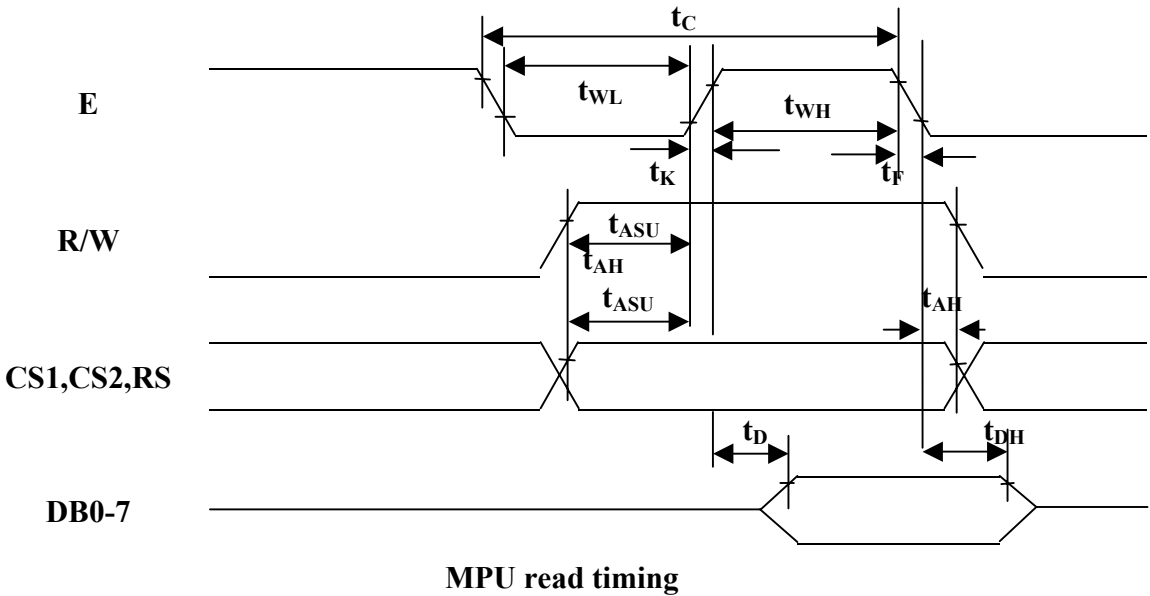 tC
E
tWL
tWH
tK
tF
R/W
tASU
tAH
tASU
tAH
CS1,CS2,RS
tD
tDH
DB0-7
MPU read timing